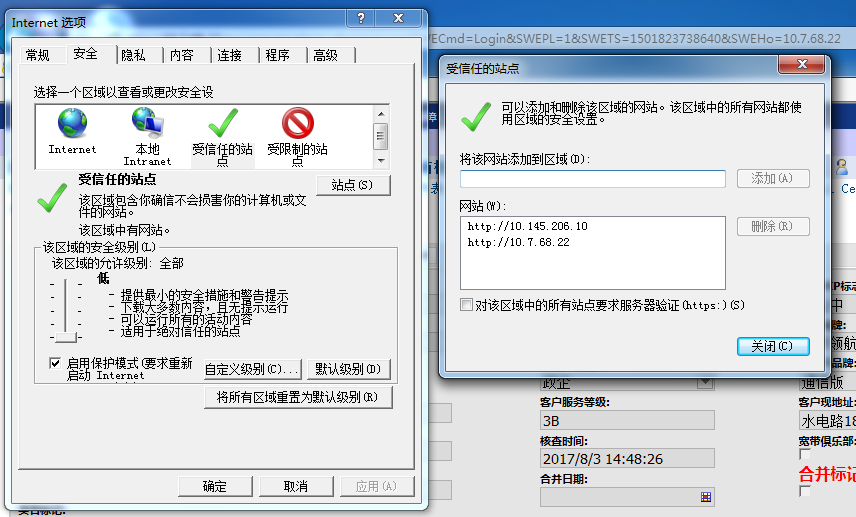 Internet 选项
ECmd=Login&SWEPL=1&SWETS=1501823738640&SWEHo=10.7.68.22
常规 安全 隐私 内容 连接 程序 高级
选择一个区域以查看或更改安全设
Internet
本地
Intranet
受信任的站
点
受限制的站
点
受信任的站点
站点(S)
该区域包含你确信不会损害你的计算机或文
件的网站。
该区域中有网站。
该区域的安全级别(L)
该区域的允许级别: 全部
低
- 提供最小的安全措施和警告提示
- 下载大多数内容,且无提示运行
- 可以运行所有的活动内容
- 适用于绝对信任的站点
启用保护模式(要求重新
启动 Internet
自定义级别(C)...
默认级别(D)
将所有区域重置为默认级别(R)
确定
取消
应用(A)
受信任的站点
可以添加和删除该区域的网站。该区域中的所有网站都使
用区域的安全设置。
将该网站添加到区域(D):
添加(A)
网站(W):
http://10.145.206.10
http://10.7.68.22
删除(R)
对该区域中的所有站点要求服务器验证(https:)(S)
关闭(C)
政企
客户服务等级:
3B
核查时间:
2017/8/3 14:48:26
合并日期:
P标志
中
牌:
领航
品牌:
通信版
客户现地址:
水电路18
宽带俱乐部:
合并标记